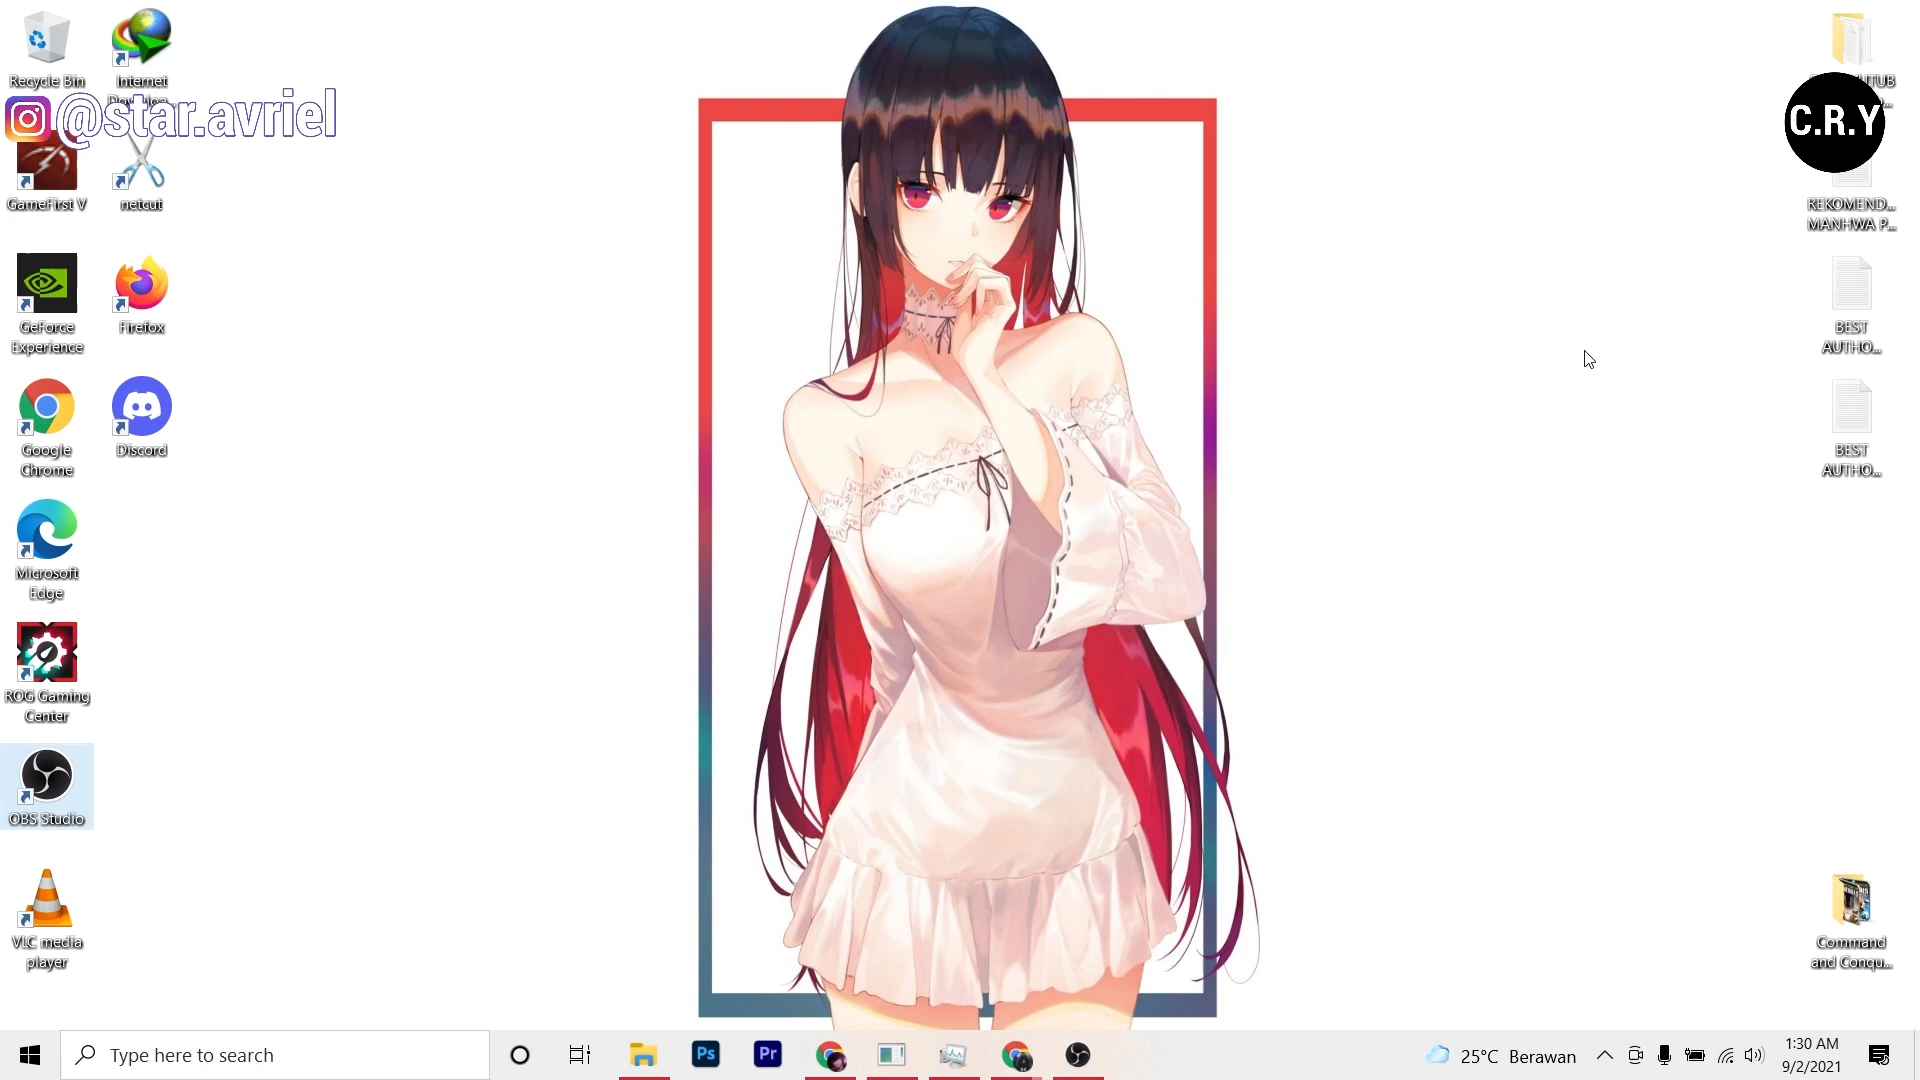 Recycle Bin
Internet
@star.avriel
GameFirst V
netcut
GeForce
Experience
Firefox
Google
Chrome
Discord
Microsoft
Edge
ROG Gaming
Center
OBS Studio
VLC media
player
C.R.Y
REKOMEND...
MANHWA P...
BEST
AUTHO...
BEST
AUTHO...
Command
and Conqu...
Type here to search
Ps
Pr
25°C Berawan
1:30 AM
9/2/2021